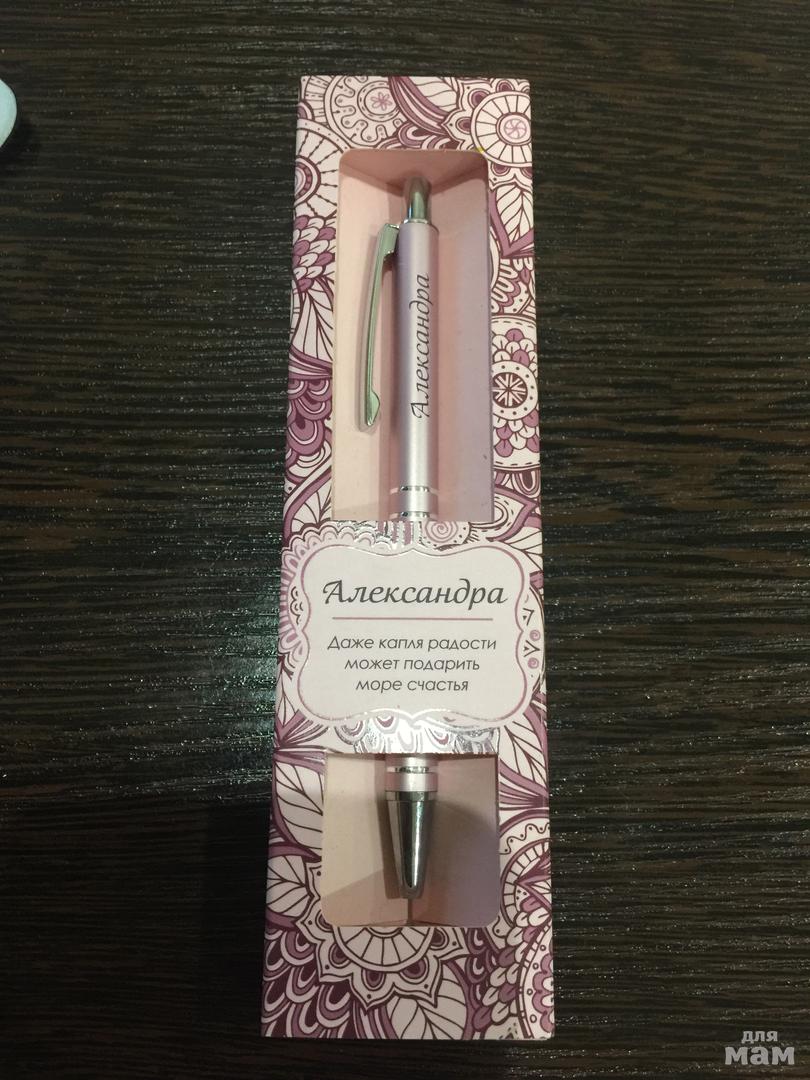 Александра
Александра
Даже капля радости
может подарить
море счастья
для
мам